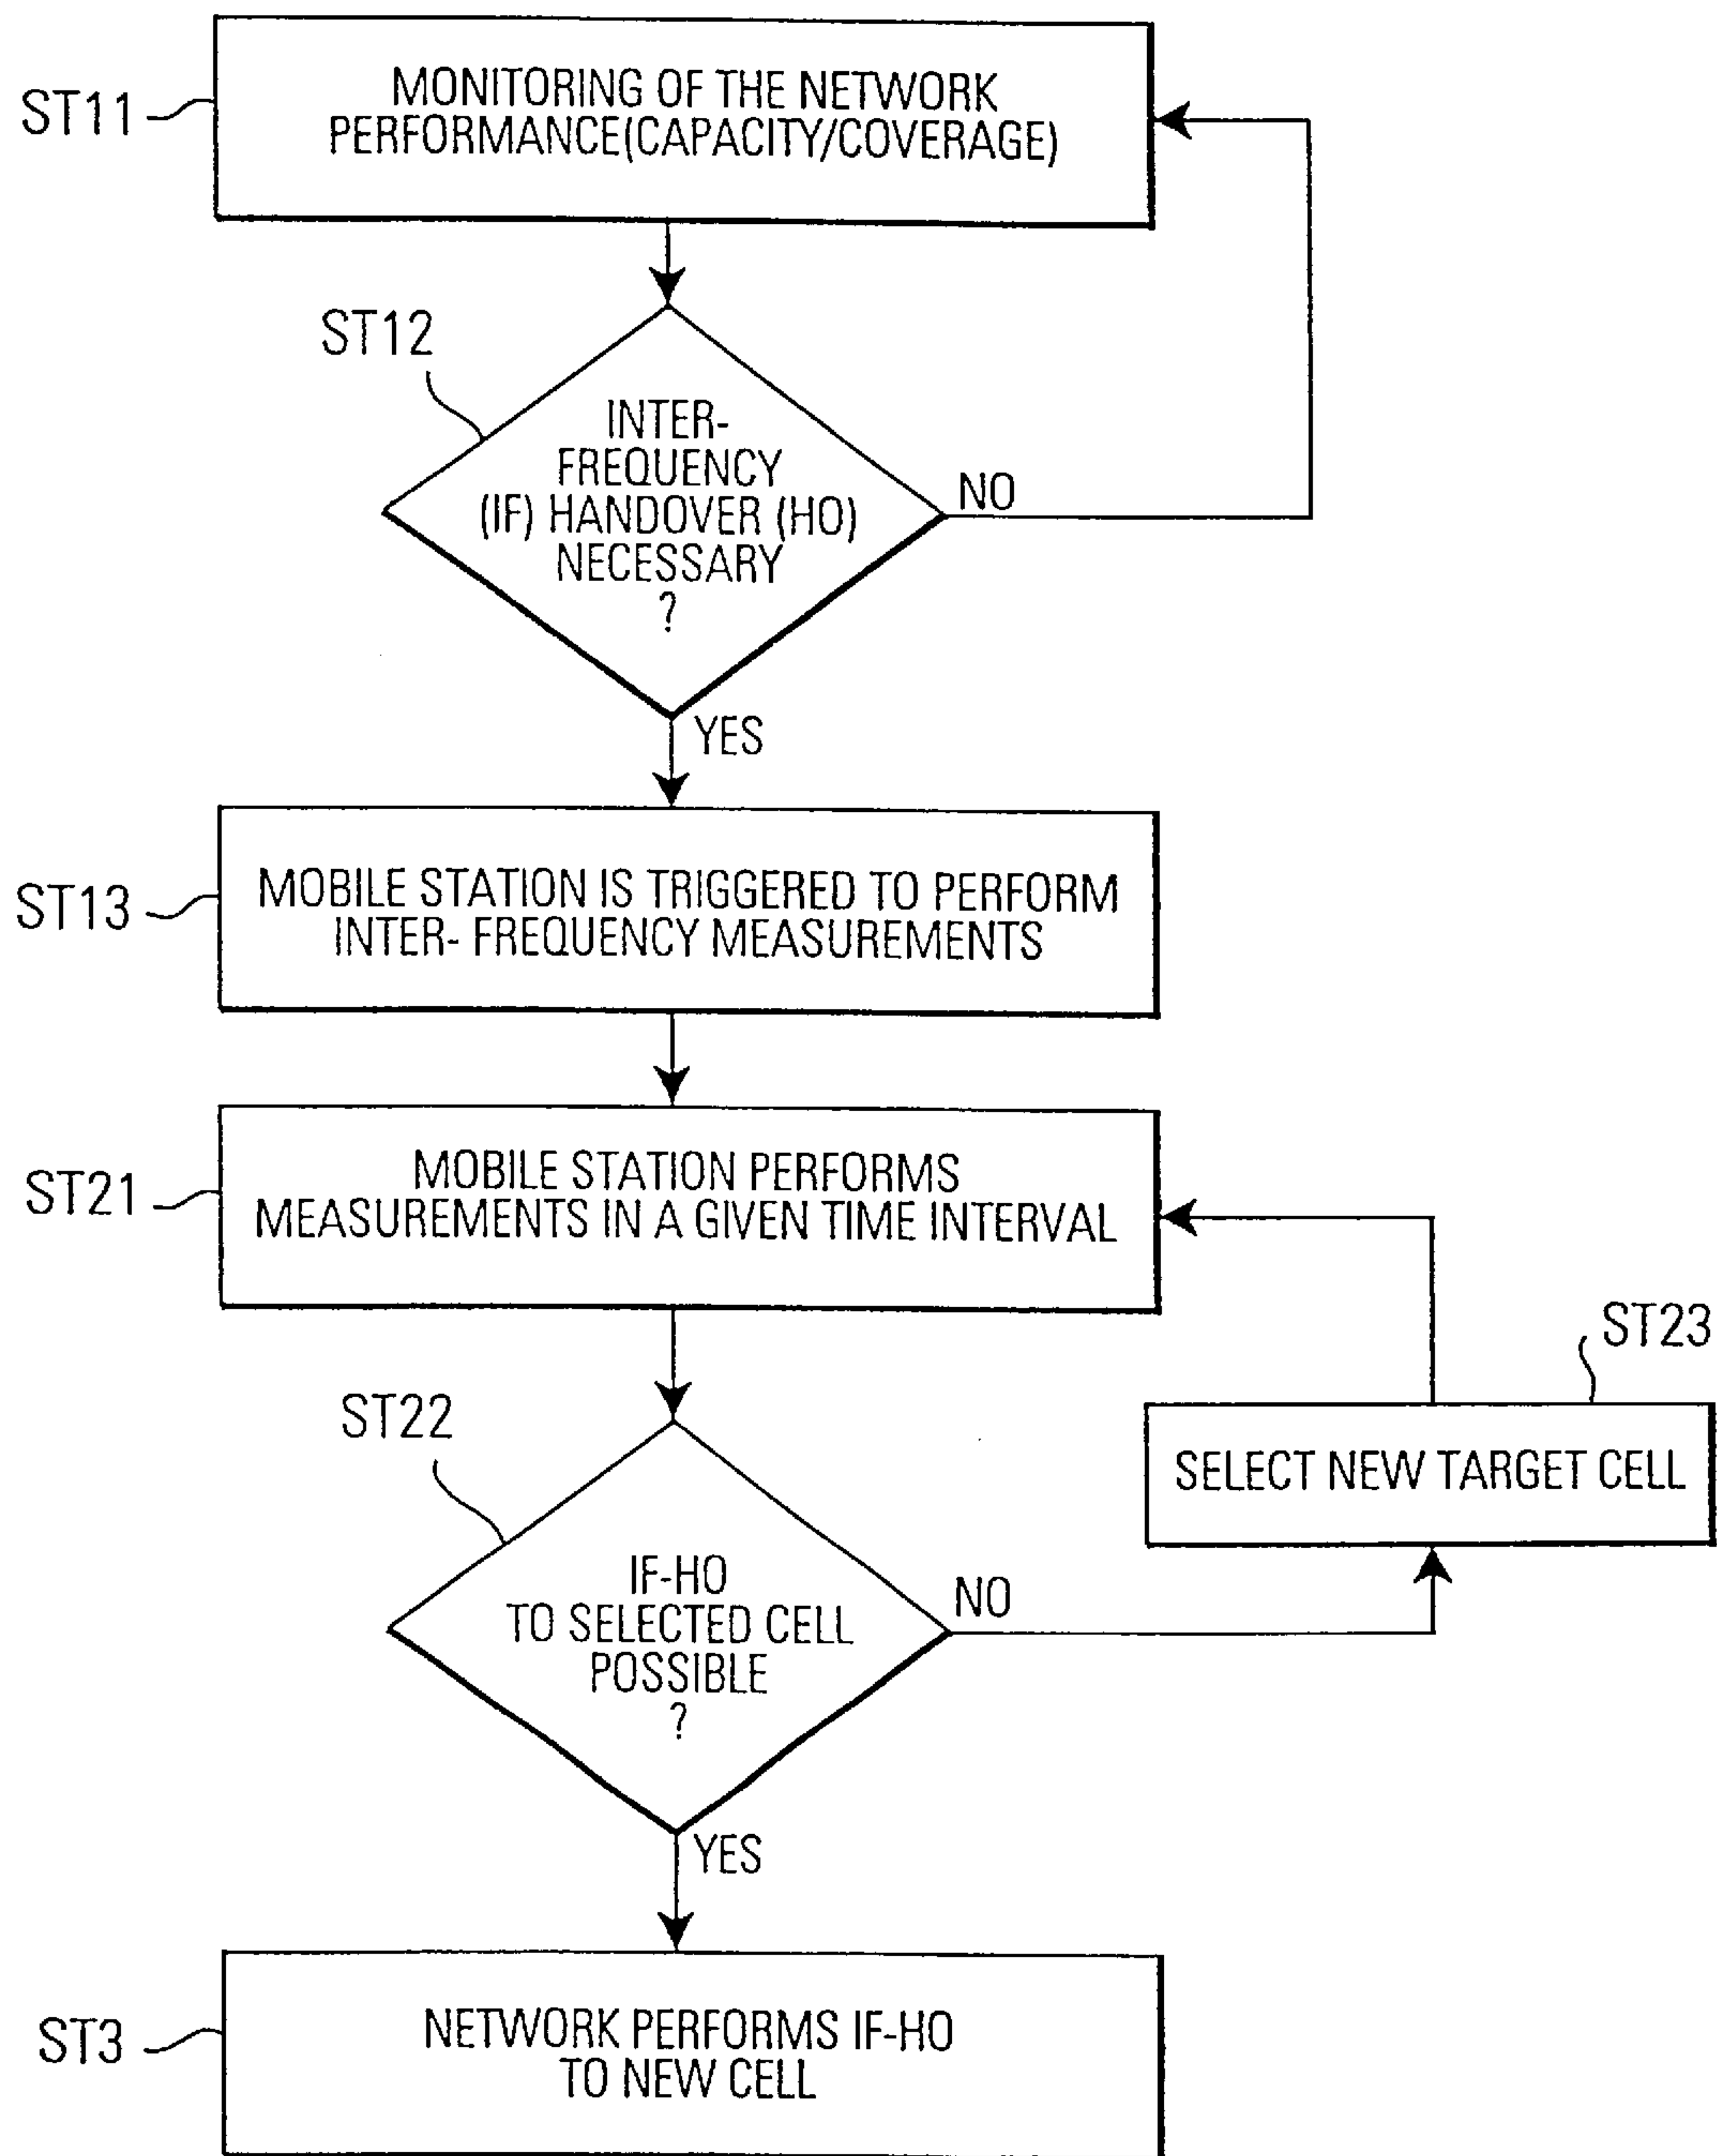 ST11
MONITORING OF THE NETWORK
PERFORMANCE(CAPACITY/COVERAGE)
ST12
INTER-
FREQUENCY
(IF) HANDOVER (HO)
NECESSARY
?
NO
YES
ST13
MOBILE STATION IS TRIGGERED TO PERFORM
INTER- FREQUENCY MEASUREMENTS
ST21
MOBILE STATION PERFORMS
MEASUREMENTS IN A GIVEN TIME INTERVAL
ST23
SELECT NEW TARGET CELL
ST22
IF-HO
TO SELECTED CELL
POSSIBLE
?
NO
YES
ST3
NETWORK PERFORMS IF-HO
TO NEW CELL